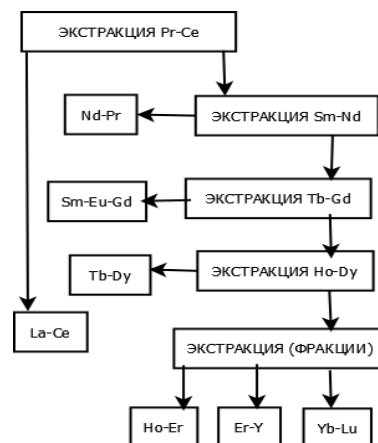 ЭКСТРАКЦИЯ Pr-Ce
Nd-Pr
ЭКСТРАКЦИЯ Sm-Nd
Sm-Eu-Gd
ЭКСТРАКЦИЯ Tb-Gd
Tb-Dy
ЭКСТРАКЦИЯ Ho-Dy
La-Ce
ЭКСТРАКЦИЯ (ФРАКЦИИ)
Ho-Er
Er-Y
Yb-Lu